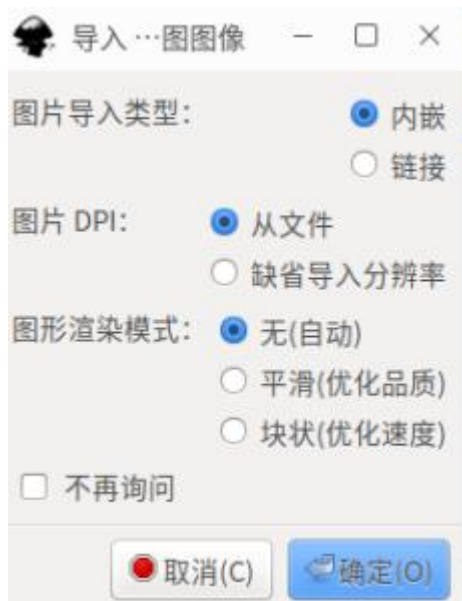 导入 …图图像
图片导入类型：
内嵌
链接
图片 DPI：
从文件
缺省导入分辨率
图形渲染模式：
无(自动)
平滑(优化品质)
块状(优化速度)
不再询问
取消(C)
确定(O)